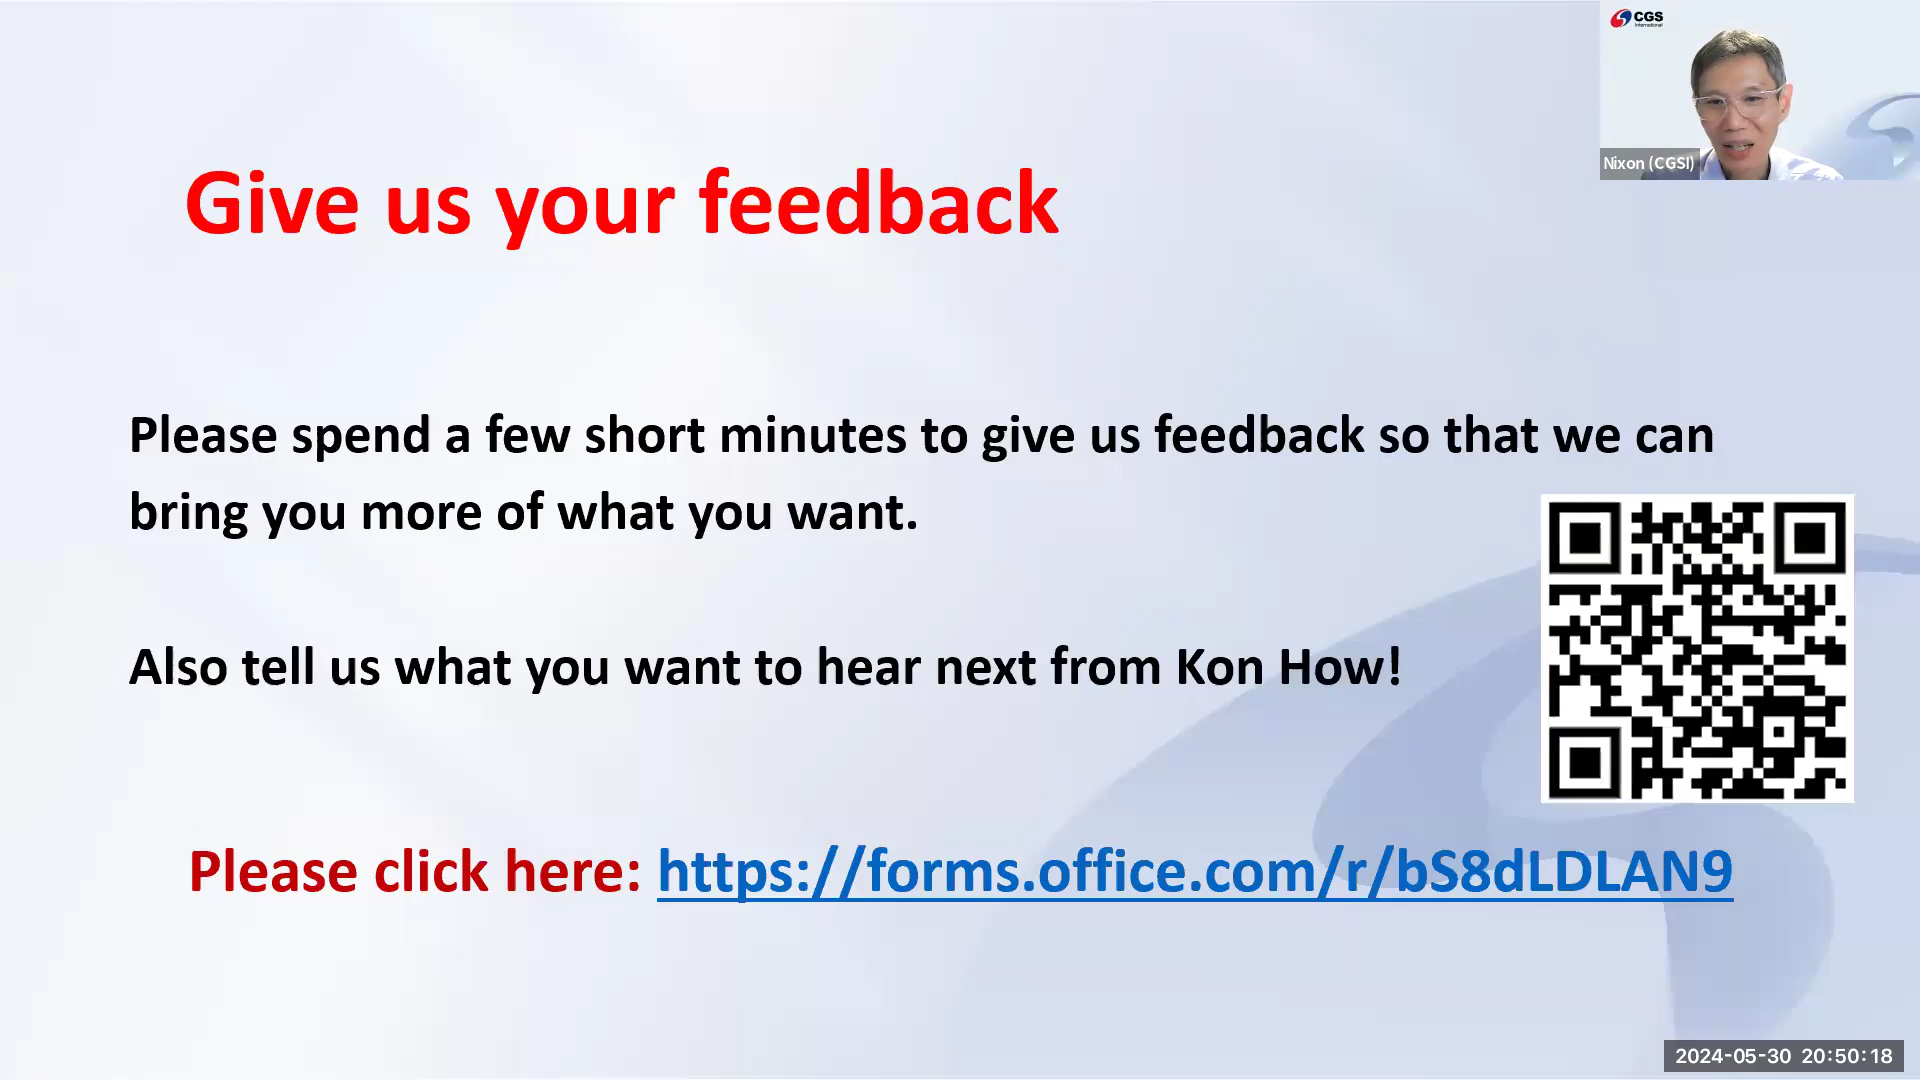 CGS
International
Nixon (CGSI)
Give us your feedback
Please spend a few short minutes to give us feedback so that we can
bring you more of what you want.
Also tell us what you want to hear next from Kon How!
Please click here: https://forms.office.com/r/bS8dLDLAN9
2024-05-30 20:50:18